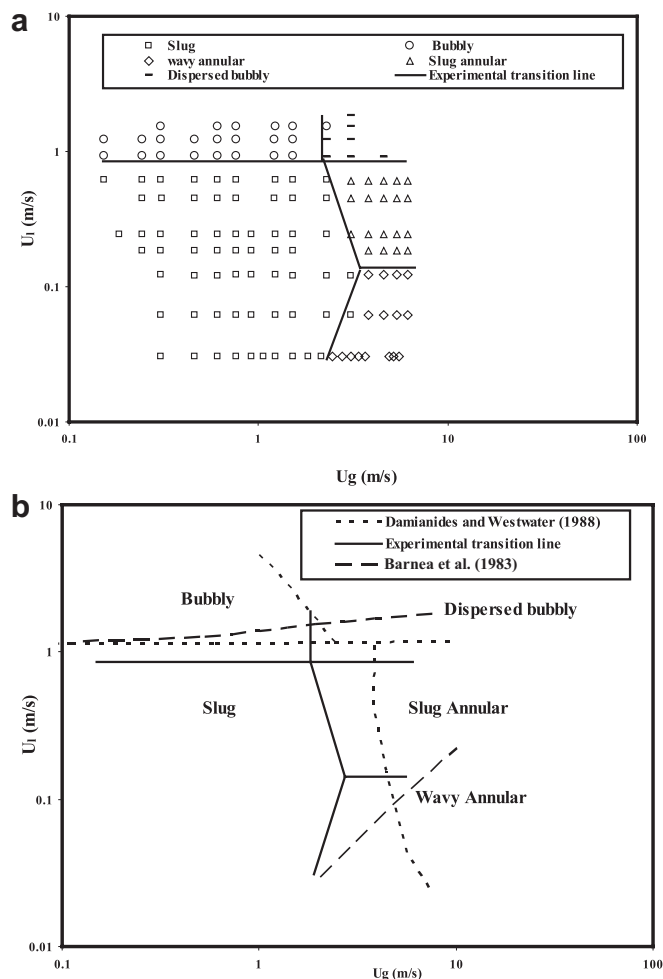 a
10
Slug
Bubbly
wavy annular
Slug annular
Dispersed bubbly
Experimental transition line
1
U₁ (m/s)
0.1
0.01
0.1
1
10
100
Ug (m/s)
b
10
Damianides and Westwater (1988)
Experimental transition line
Barnea et al. (1983)
Bubbly
Dispersed bubbly
1
Slug
Slug Annular
U₁ (m/s)
0.1
Wavy Annular
0.01
0.1
1
10
100
Ug (m/s)